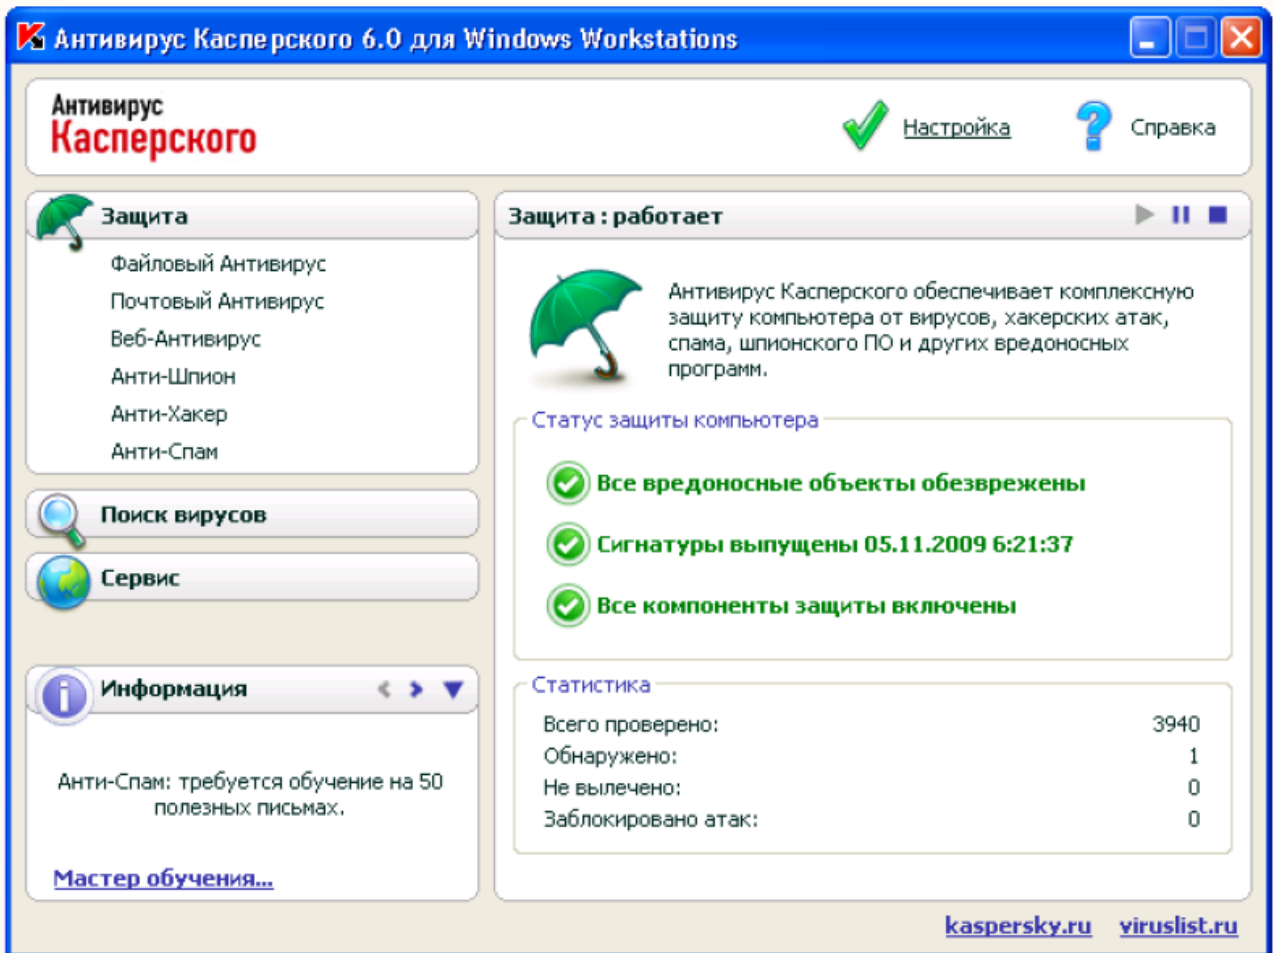 Антивирус Касперского 6.0 для Windows Workstations
Антивирус
Касперского
Настройка
Справка
Защита
Файловый Антивирус
Почтовый Антивирус
Веб-Антивирус
Анти-Шпион
Анти-Хакер
Анти-Спам
Поиск вирусов
Сервис
Информация
Анти-Спам: требуется обучение на 50
полезных письмах.
Мастер обучения...
Защита : работает
Антивирус Касперского обеспечивает комплексную
защиту компьютера от вирусов, хакерских атак,
спама, шпионского ПО и других вредоносных
программ.
Статус защиты компьютера
Все вредоносные объекты обезврежены
Сигнатуры выпущены 05.11.2009 6:21:37
Все компоненты защиты включены
Статистика
Всего проверено: 3940
Обнаружено: 1
Не вылечено: 0
Заблокировано атак: 0
kaspersky.ru viruslist.ru